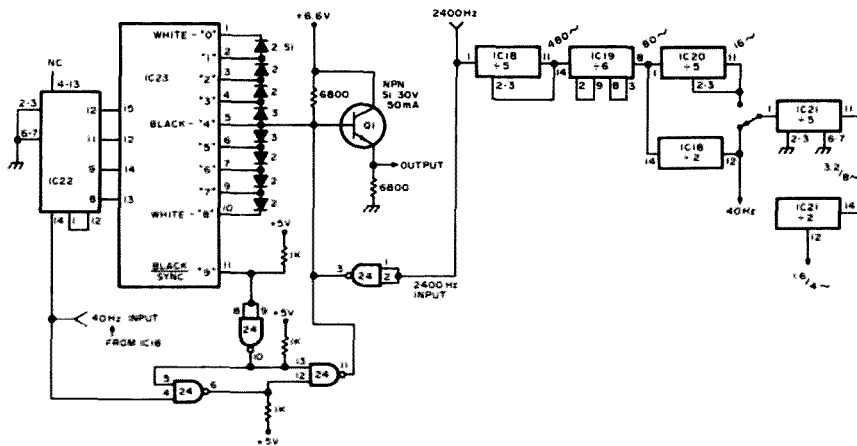 +6.6V
2400HZ
NC
4-13
2-3
6-7
IC22
14 1 12
12 15
11 12
9 14
8 13
IC23
WHITE - "0" 1
"1" 2
"2" 3
"3" 4
BLACK - "4" 5
"5" 6
"6" 7
"7" 9
WHITE - "8" 10
BLACK
SYNC "9" 11
2 Si
2
2
2
3
3
2
2
2
6800
NPN
Si 30V
50mA
Q1
OUTPUT
6800
+5V
1K
3 24 1
2
2400 Hz
INPUT
8 9
24
10
+5V
1K
40Hz INPUT
FROM IC18
5
4 24 6
13
12 24 11
1K
+5V
1 IC18 11
÷5
2-3
480~
14 IC19 8
÷6
2 9 8 3
80~
1 IC20 11
÷5
2-3
16~
14 IC18 12
÷2
40Hz
1 IC21 11
÷5
2-3 6-7
3.2/8~
IC21 14
÷2
12
1.6/4~